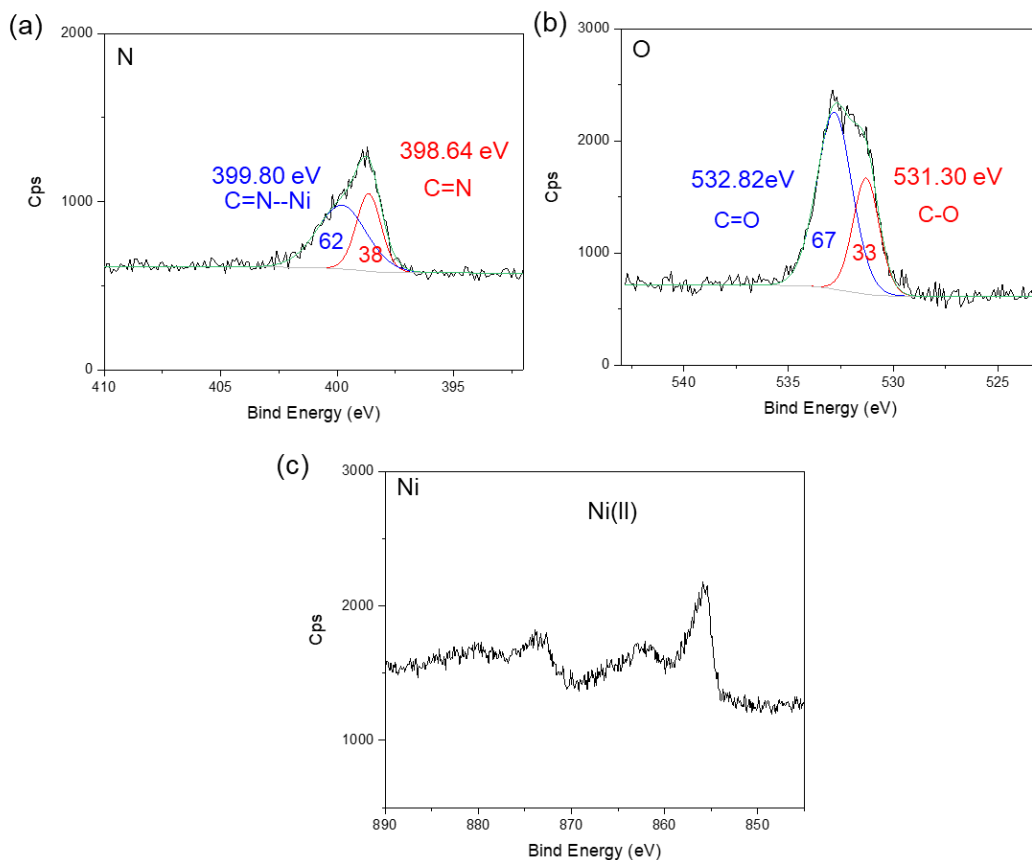 (a)
N
2000
1000
0
Cps
399.80 eV
C=N--Ni
398.64 eV
C=N
62
38
410
405
400
395
Bind Energy (eV)
(b)
O
3000
2000
1000
0
Cps
532.82eV
C=O
531.30 eV
C-O
67
33
540
535
530
525
Bind Energy (eV)
(c)
Ni
Ni(II)
3000
2000
1000
Cps
890
880
870
860
850
Bind Energy (eV)